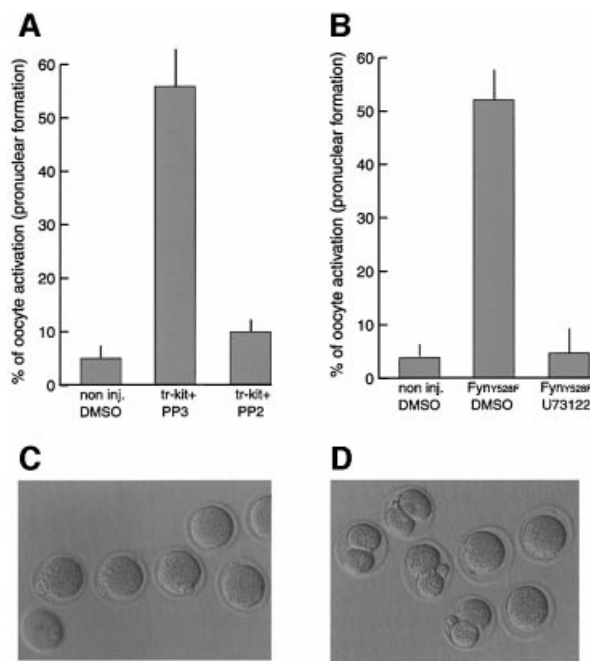 A
% of oocyte activation (pronuclear formation)
60
50
40
30
20
10
0
non inj. DMSO
tr-kit+ PP3
tr-kit+ PP2
B
% of oocyte activation (pronuclear formation)
60
50
40
30
20
10
0
non inj. DMSO
FynY528F DMSO
FynY528F U73122
C
D